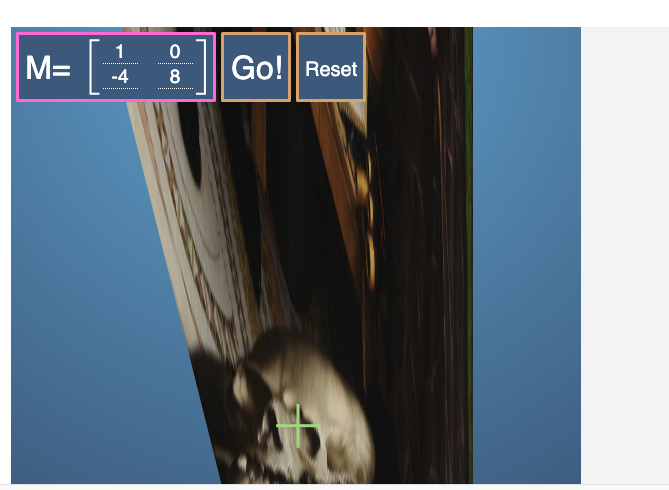 M= [ 1 0
-4 8 ] Go! Reset